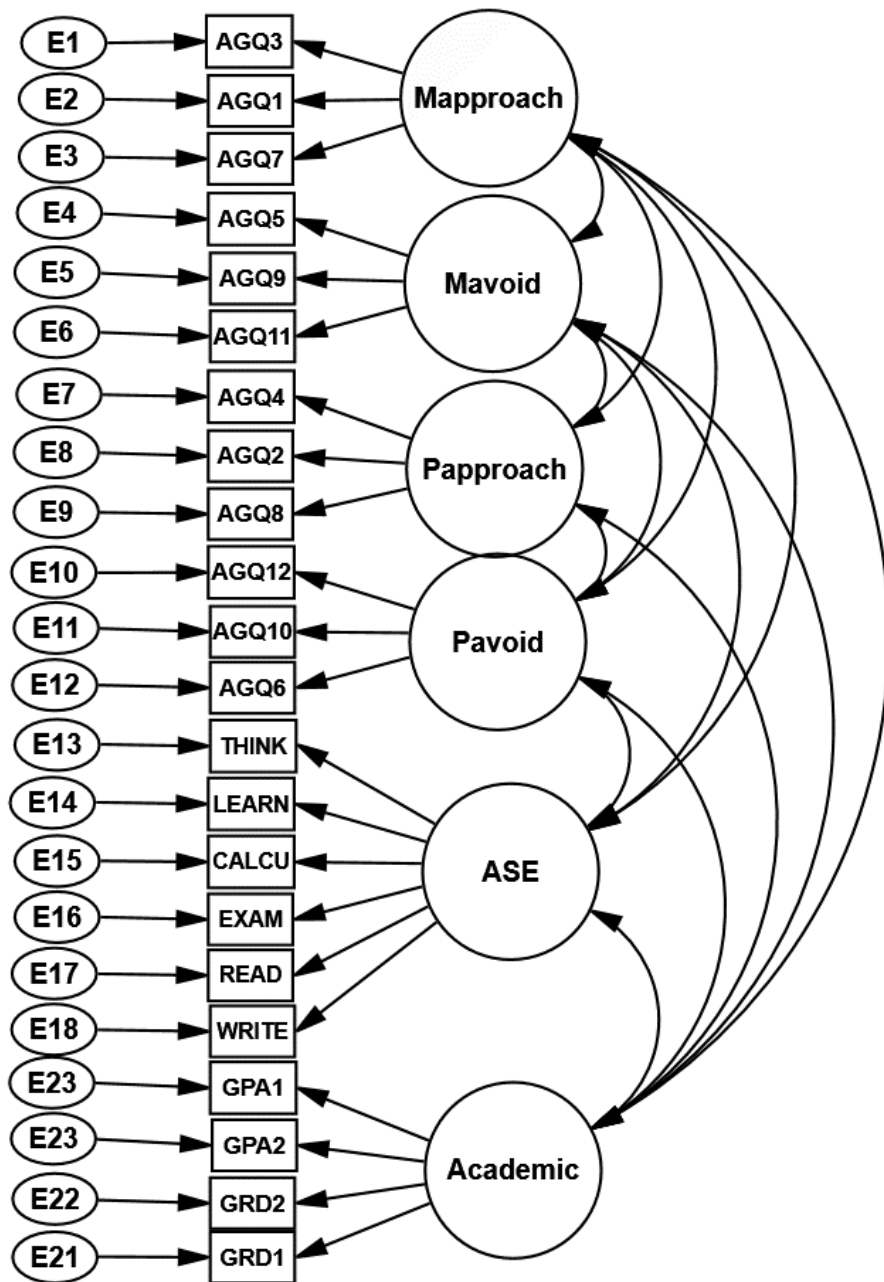 E1 AGQ3 Mapproach
E2 AGQ1
E3 AGQ7
E4 AGQ5
E5 AGQ9 Mavoid
E6 AGQ11
E7 AGQ4
E8 AGQ2 Papproach
E9 AGQ8
E10 AGQ12
E11 AGQ10 Pavoid
E12 AGQ6
E13 THINK
E14 LEARN
E15 CALCU ASE
E16 EXAM
E17 READ
E18 WRITE
E23 GPA1
E23 GPA2 Academic
E22 GRD2
E21 GRD1